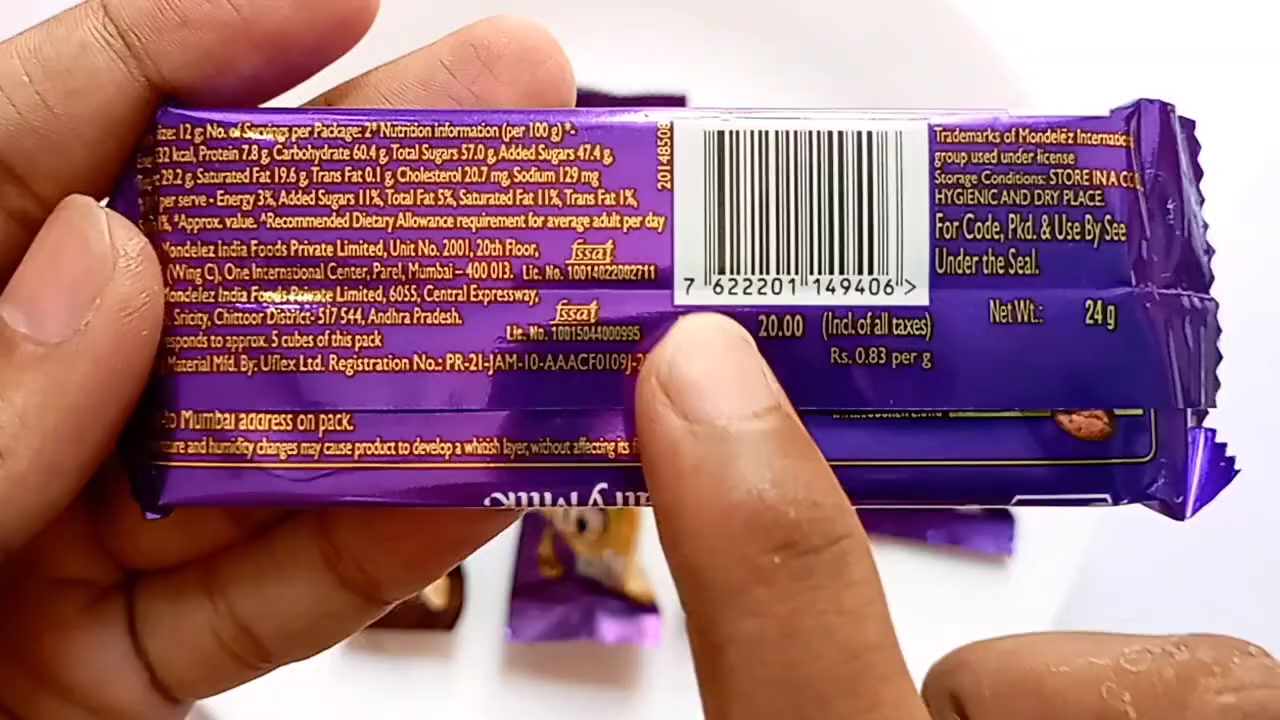 ize: 12 g; No. of Servings per Package: 2* Nutrition information (per 100 g)*-
532 kcal, Protein 7.8 g, Carbohydrate 60.4 g, Total Sugars 57.0 g, Added Sugars 47.4 g,
29.2 g, Saturated Fat 19.6 g, Trans Fat 0.1 g, Cholesterol 20.7 mg, Sodium 129 mg
per serve - Energy 3%, Added Sugars 11%, Total Fat 5%, Saturated Fat 11%, Trans Fat 1%,
1%, *Approx. value. ^Recommended Dietary Allowance requirement for average adult per day
Mondelez India Foods Private Limited, Unit No. 2001, 20th Floor,
fssai
(Wing C), One International Center, Parel, Mumbai – 400 013. Lic. No. 10014022002711
Mondelez India Foods Private Limited, 6055, Central Expressway,
fssai
Sricity, Chittoor District- 517 544, Andhra Pradesh.
Lic. No. 10015044000995
esponds to approx. 5 cubes of this pack
Material Mfd. By: Uflex Ltd. Registration No.: PR-21-JAM-10-AAACF0109J-2
to Mumbai address on pack.
ture and humidity changes may cause product to develop a whitish layer, without affecting its
20148508
7 622201 149406 >
20.00 (Incl. of all taxes)
Rs. 0.83 per g
Trademarks of Mondelēz Internatio
group used under license
Storage Conditions: STORE IN A CO
HYGIENIC AND DRY PLACE.
For Code, Pkd. & Use By See
Under the Seal.
Net Wt.: 24 g
airy Milk